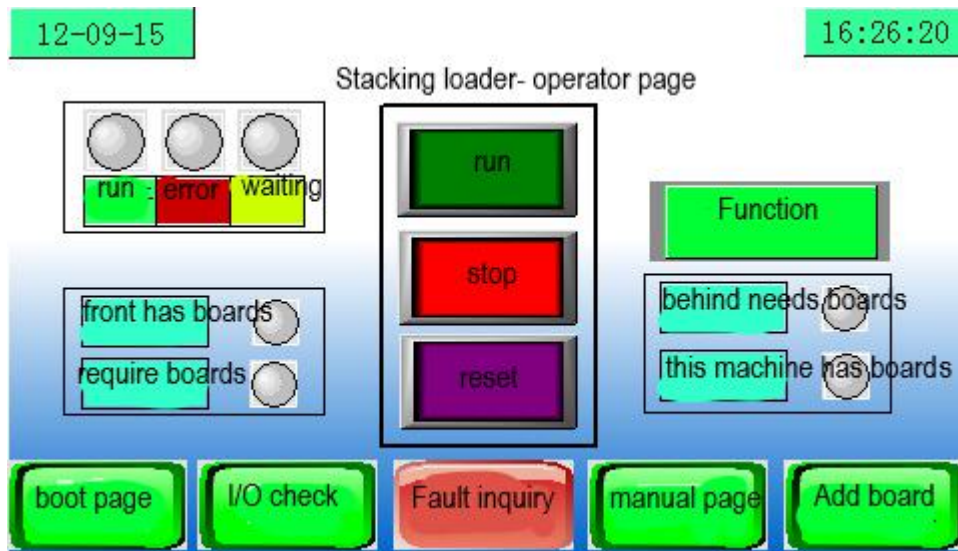 12-09-15
16:26:20
Stacking loader- operator page
run : error waiting
run
stop
reset
Function
front has boards
require boards
behind needs boards
this machine has boards
boot page
I/O check
Fault inquiry
manual page
Add board